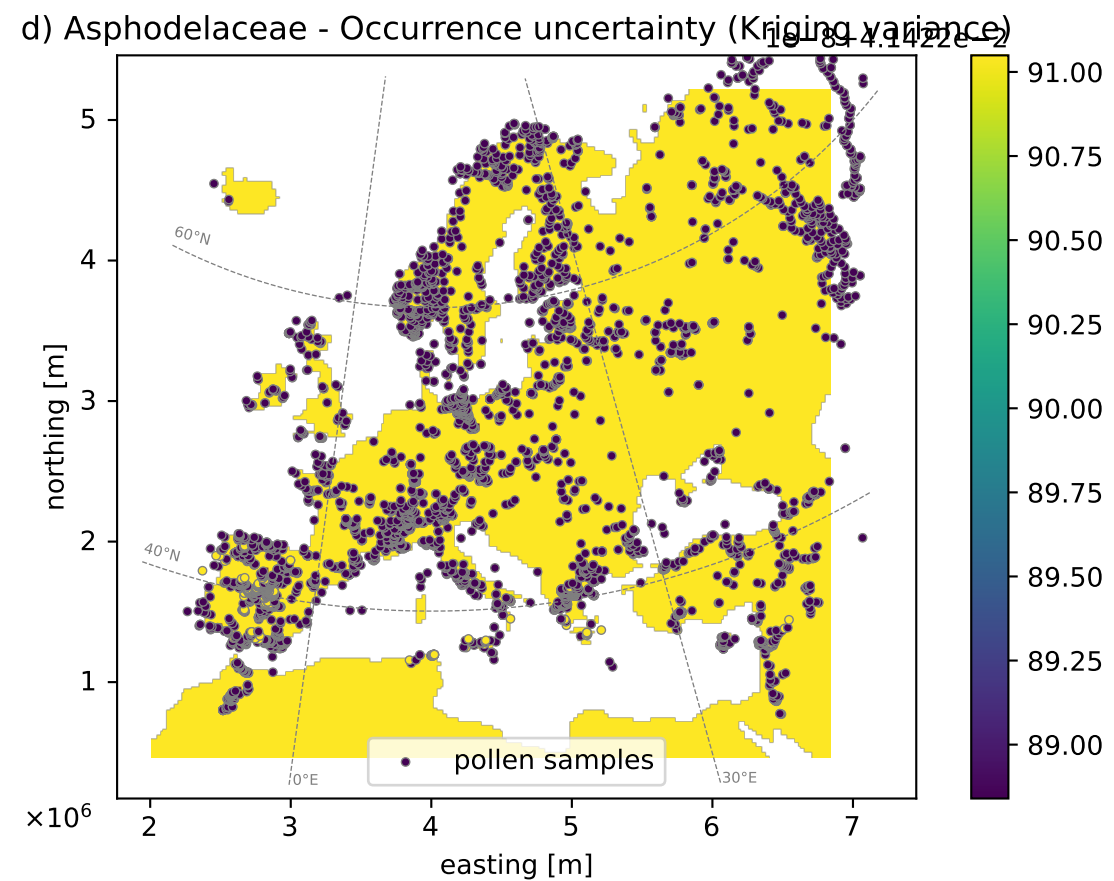 d) Asphodelaceae - Occurrence uncertainty (Kriging variance)
1e−8+4.1422e−2
91.00
90.75
90.50
90.25
90.00
89.75
89.50
89.25
89.00
northing [m]
5
4
3
2
1
60°N
40°N
0°E
30°E
pollen samples
×10⁶
2 3 4 5 6 7
easting [m]